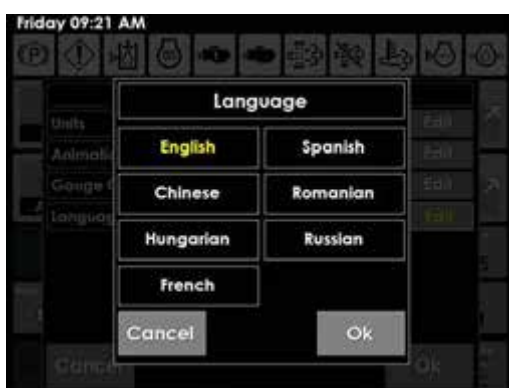 Friday 09:21 AM
Language
English Spanish
Chinese Romanian
Hungarian Russian
French
Cancel Ok
Units Edit
Edit
Edit
Edit
Cancel Ok